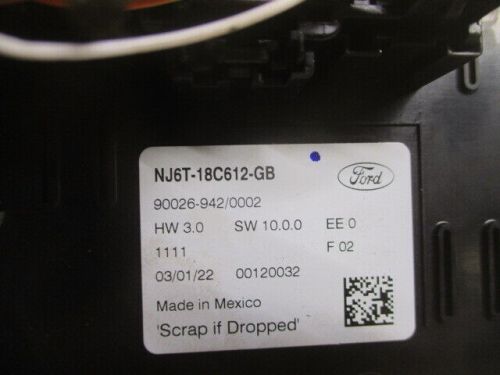 NJ6T-18C612-GB
Ford
90026-942/0002
HW 3.0 SW 10.0.0 EE 0
1111 F 02
03/01/22 00120032
Made in Mexico
'Scrap if Dropped'